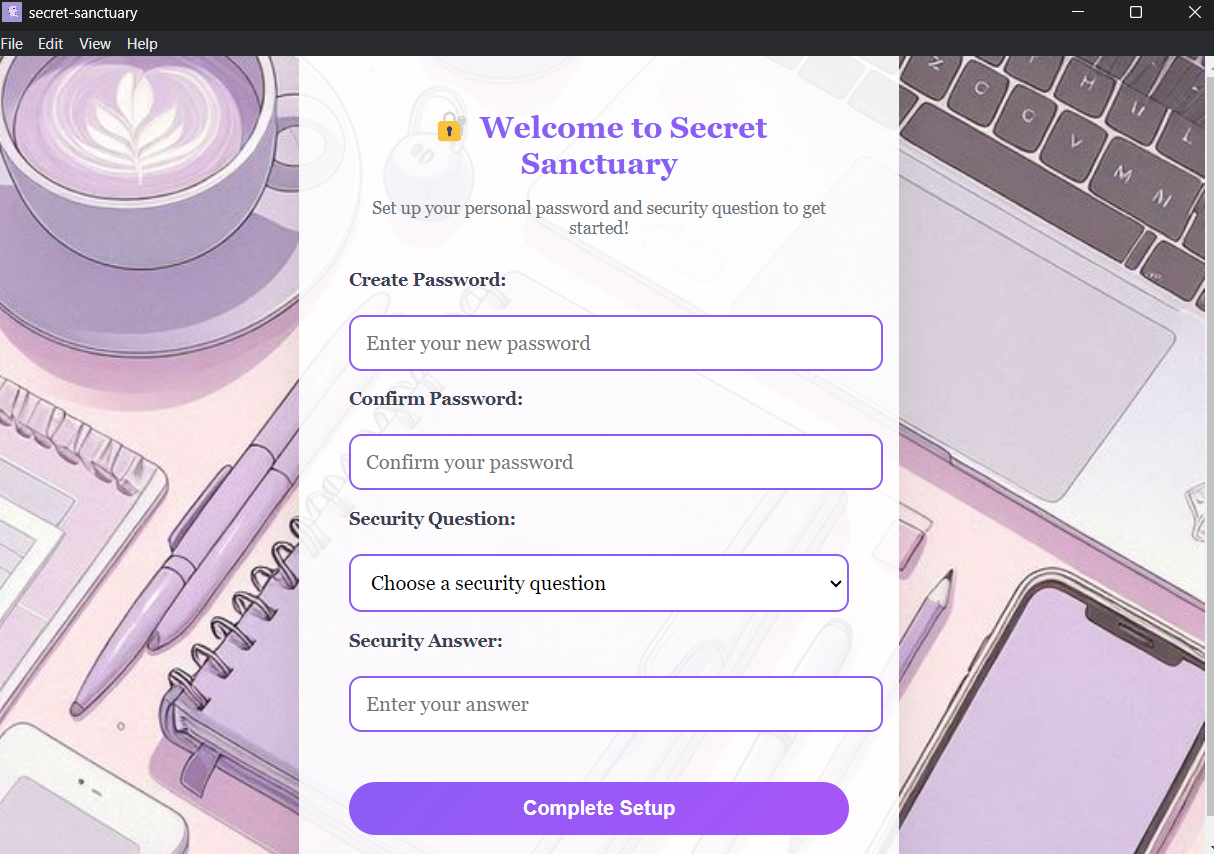 secret-sanctuary
File Edit View Help
🔐 Welcome to Secret
Sanctuary
Set up your personal password and security question to get
started!
Create Password:
Enter your new password
Confirm Password:
Confirm your password
Security Question:
Choose a security question
Security Answer:
Enter your answer
Complete Setup